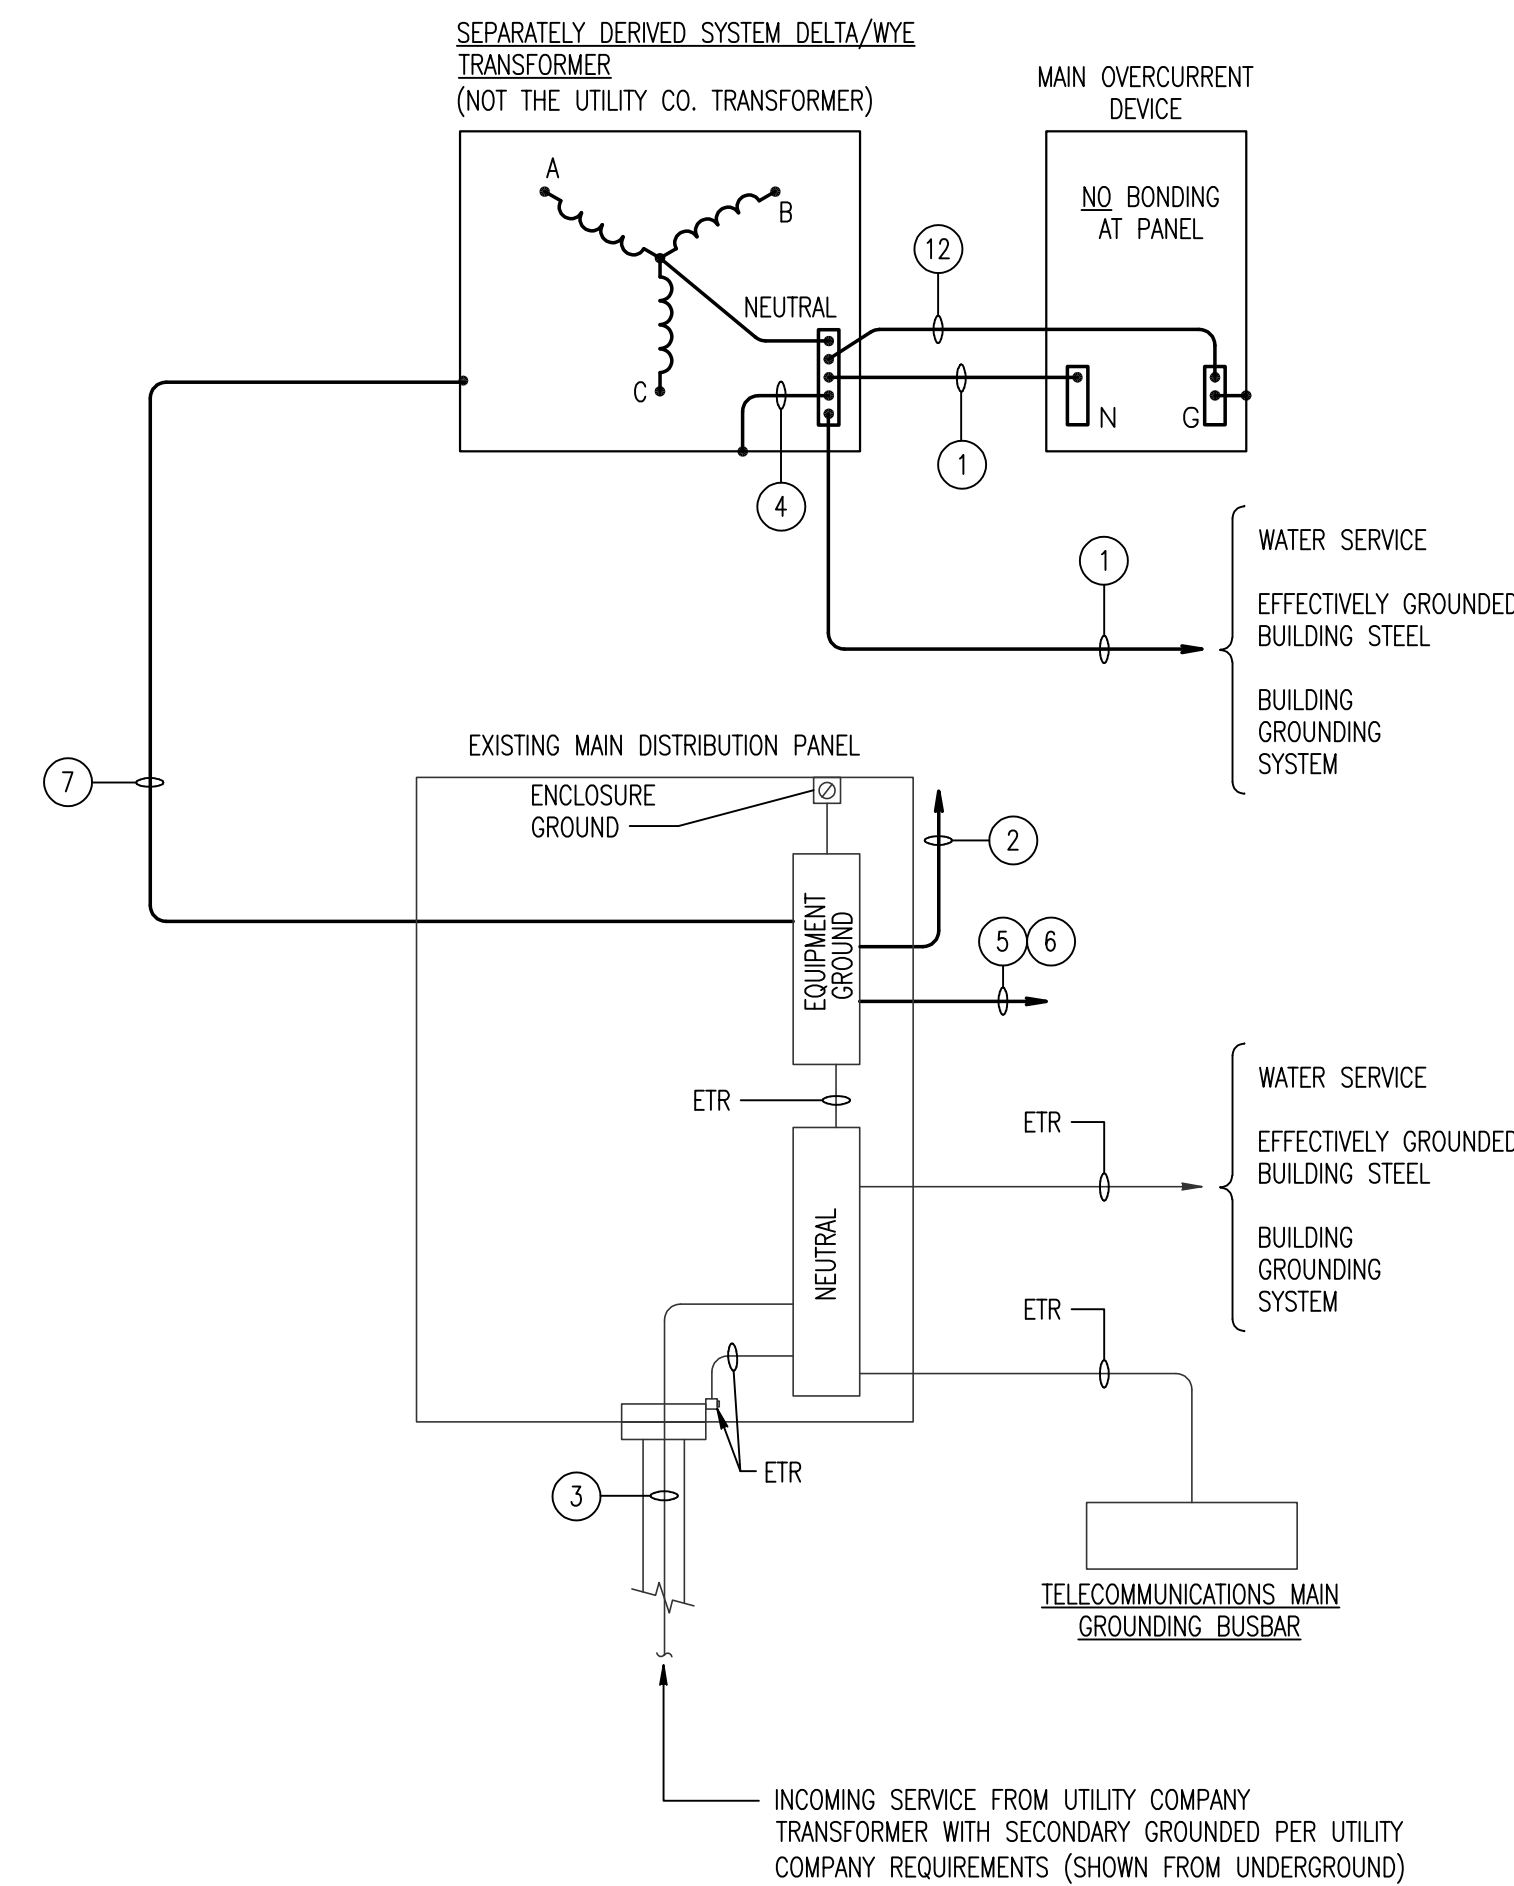 SEPARATELY DERIVED SYSTEM DELTA/WYE
TRANSFORMER
(NOT THE UTILITY CO. TRANSFORMER)
MAIN OVERCURRENT
DEVICE
A
B
C
NEUTRAL
NO BONDING
AT PANEL
12
N
G
1
4
1
WATER SERVICE
EFFECTIVELY GROUNDED
BUILDING STEEL
BUILDING
GROUNDING
SYSTEM
EXISTING MAIN DISTRIBUTION PANEL
7
ENCLOSURE
GROUND
2
EQUIPMENT
GROUND
5
6
ETR
NEUTRAL
ETR
WATER SERVICE
EFFECTIVELY GROUNDED
BUILDING STEEL
BUILDING
GROUNDING
SYSTEM
ETR
ETR
3
TELECOMMUNICATIONS MAIN
GROUNDING BUSBAR
INCOMING SERVICE FROM UTILITY COMPANY
TRANSFORMER WITH SECONDARY GROUNDED PER UTILITY
COMPANY REQUIREMENTS (SHOWN FROM UNDERGROUND)